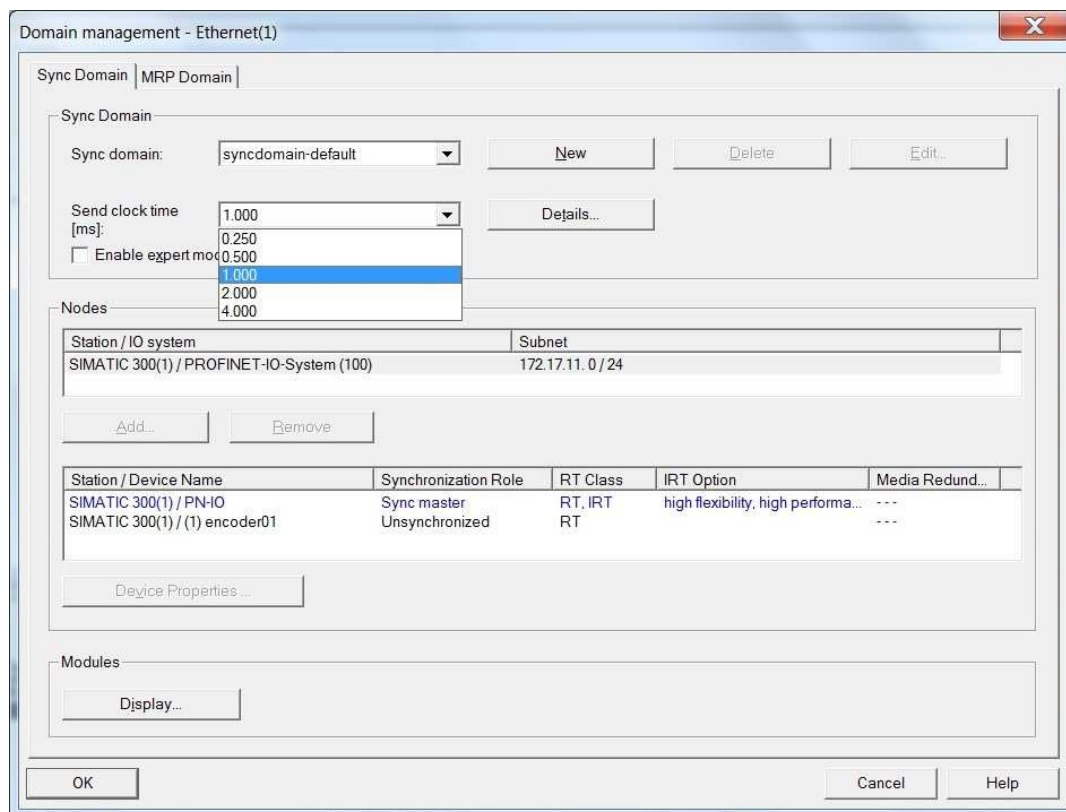 Domain management - Ethernet(1)
Sync Domain MRP Domain
Sync Domain
Sync domain: syncdomain-default New Delete Edit...
Send clock time [ms]: 1.000 Details...
0.250
Enable expert mod 0.500
1.000
2.000
4.000
Nodes
Station / IO system Subnet
SIMATIC 300(1) / PROFINET-IO-System (100) 172.17.11. 0 / 24
Add... Remove
Station / Device Name Synchronization Role RT Class IRT Option Media Redund...
SIMATIC 300(1) / PN-IO Sync master RT, IRT high flexibility, high performa... - - -
SIMATIC 300(1) / (1) encoder01 Unsynchronized RT - - -
Device Properties ...
Modules
Display...
OK Cancel Help